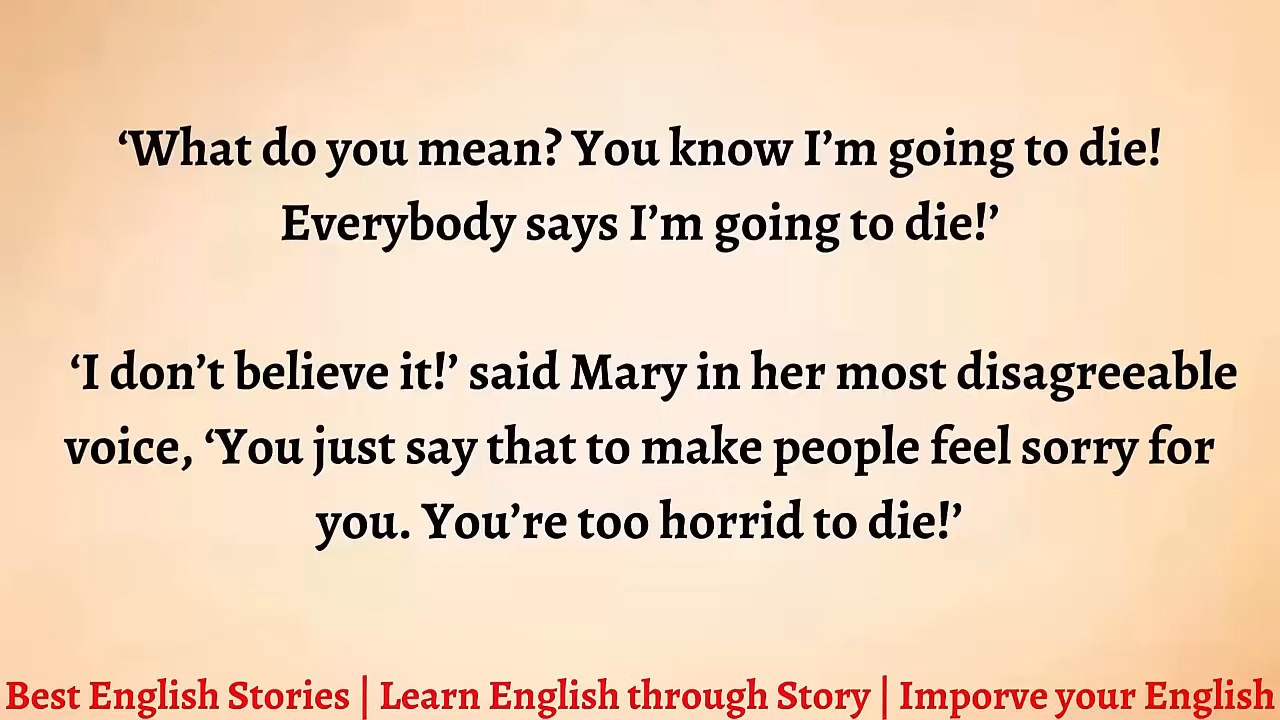 ‘What do you mean? You know I’m going to die!
Everybody says I’m going to die!’
‘I don’t believe it!’ said Mary in her most disagreeable
voice, ‘You just say that to make people feel sorry for
you. You’re too horrid to die!’
Best English Stories | Learn English through Story | Imporve your English